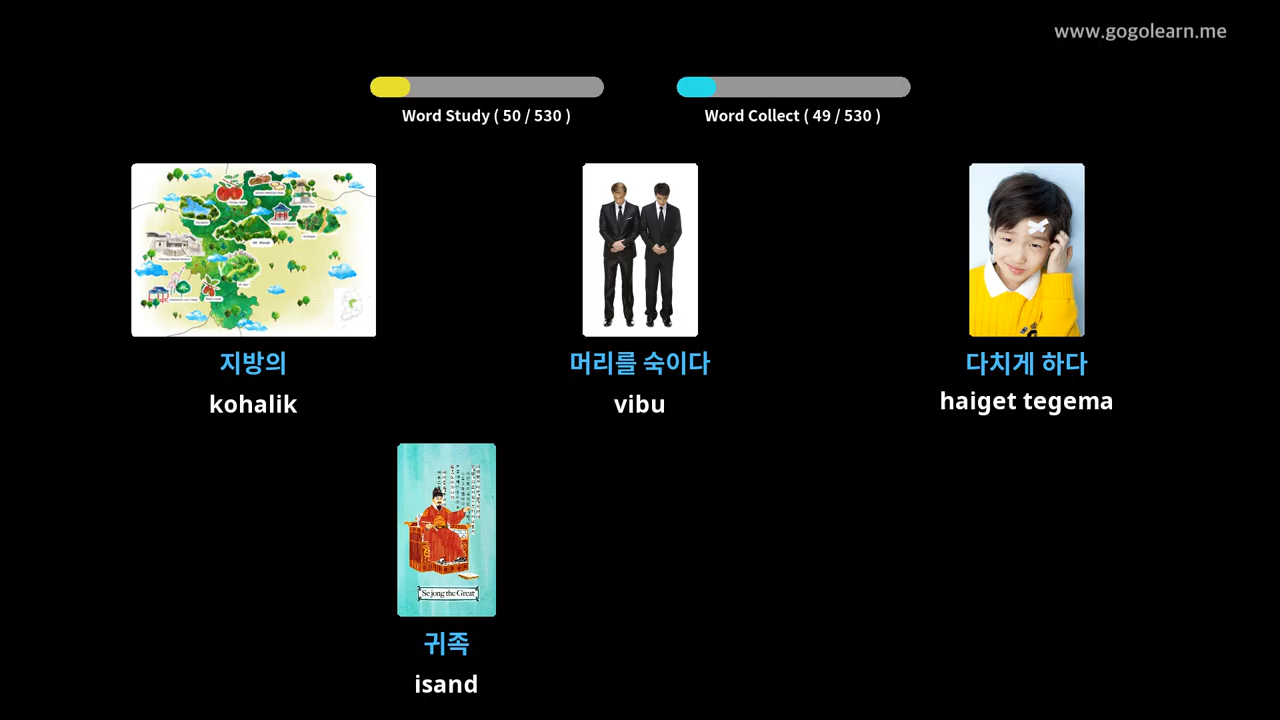 www.gogolearn.me
Word Study ( 50 / 530 )
Word Collect ( 49 / 530 )
지방의
머리를 숙이다
다치게 하다
kohalik
vibu
haiget tegema
Sejong the Great
귀족
isand